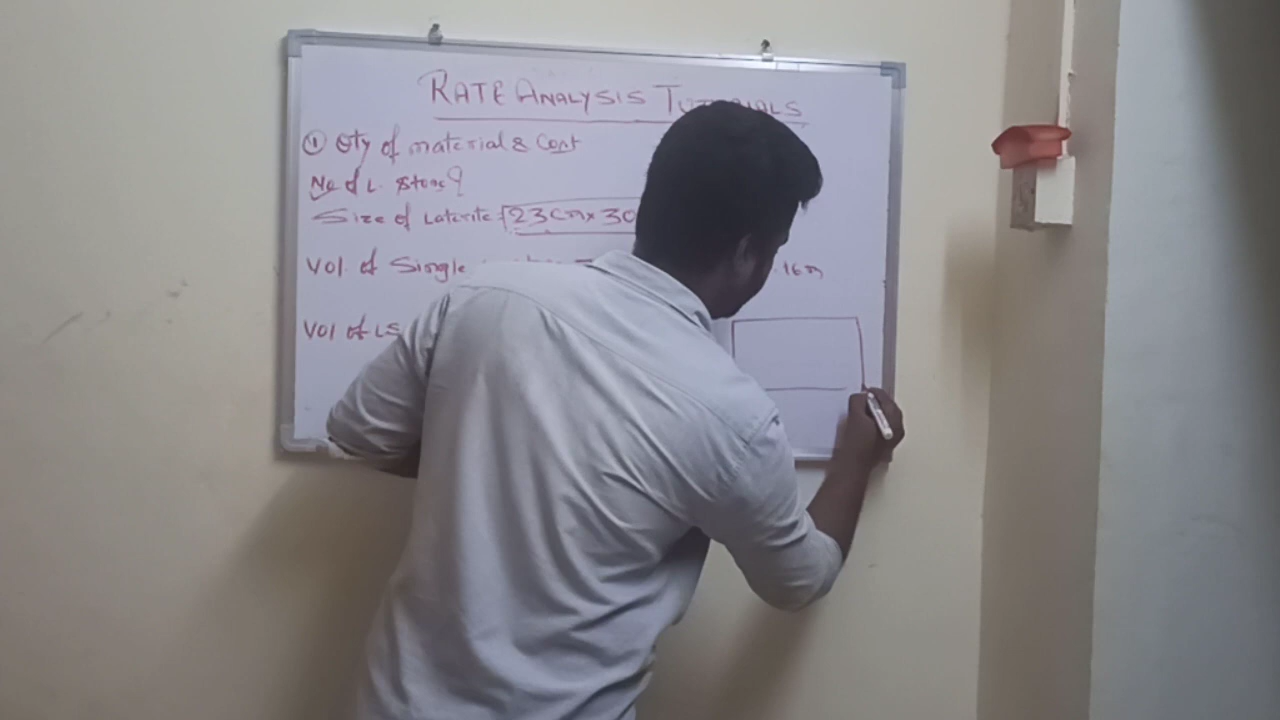 RATE ANALYSIS TUTORIALS
① Qty of material & Cost
No of L. Stone?
Size of Laterite 23cm x 30
Vol. of Single .16m
Vol of LS